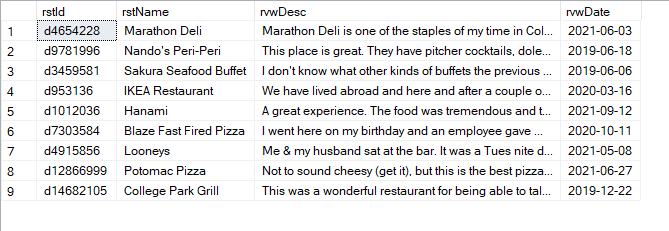 rstId rstName rvwDesc rvwDate
1 d4654228 Marathon Deli Marathon Deli is one of the staples of my time in Col... 2021-06-03
2 d9781996 Nando's Peri-Peri This place is great. They have pitcher cocktails, dole... 2019-06-18
3 d3459581 Sakura Seafood Buffet I don't know what other kinds of buffets the previous ... 2019-06-06
4 d953136 IKEA Restaurant We have lived abroad and here and after a couple o... 2020-03-16
5 d1012036 Hanami A great experience. The food was tremendous and t... 2021-09-12
6 d7303584 Blaze Fast Fired Pizza I went here on my birthday and an employee gave ... 2020-10-11
7 d4915856 Looneys Me & my husband sat at the bar. It was a Tues nite d... 2021-05-08
8 d12866999 Potomac Pizza Not to sound cheesy (get it), but this is the best pizza... 2021-06-27
9 d14682105 College Park Grill This was a wonderful restaurant for being able to tal... 2019-12-22